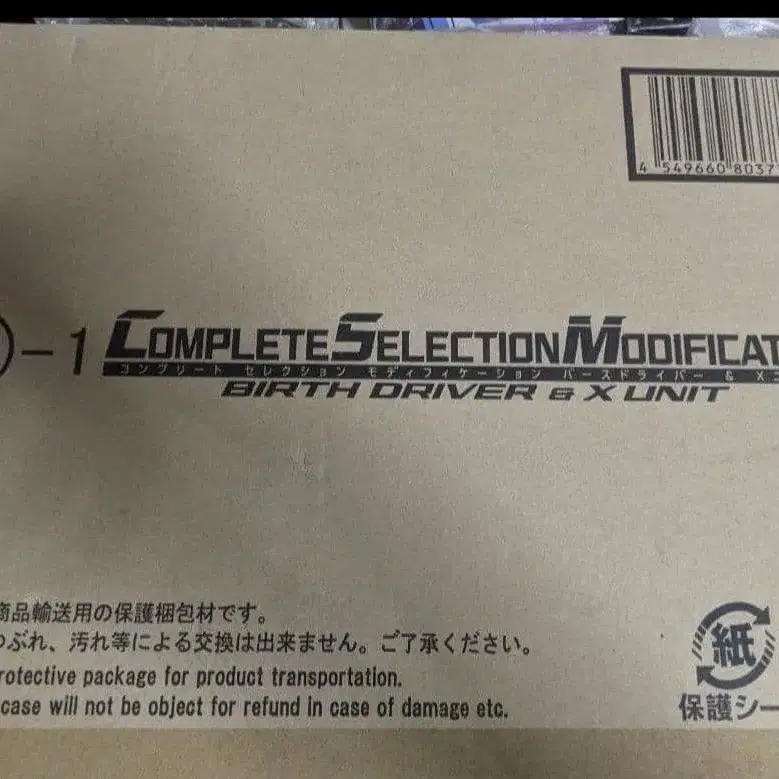 4 549660 8037
-1 COMPLETE SELECTION MODIFICAT
コンプリート セレクション モディフィケーション バースドライバー & Xユ
BIRTH DRIVER & X UNIT
商品輸送用の保護梱包材です。
つぶれ、汚れ等による交換は出来ません。ご了承ください。
rotective package for product transportation.
case will not be object for refund in case of damage etc.
紙
保護シー